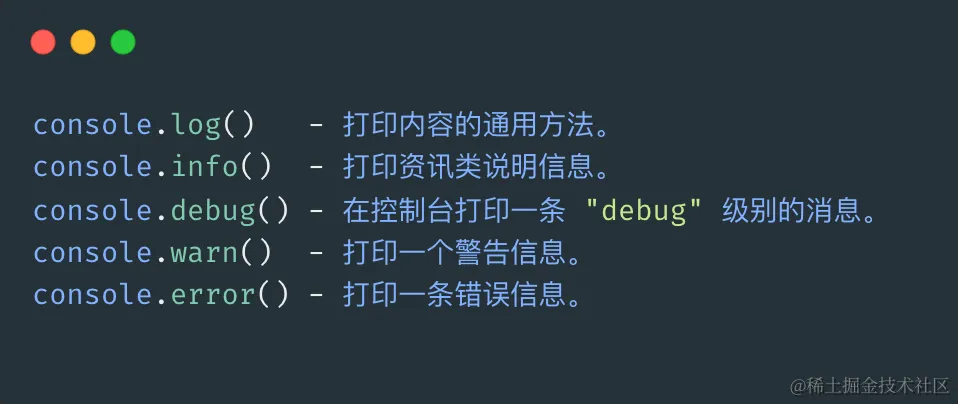 console.log()   - 打印内容的通用方法。
console.info()  - 打印资讯类说明信息。
console.debug() - 在控制台打印一条 "debug" 级别的消息。
console.warn()  - 打印一个警告信息。
console.error() - 打印一条错误信息。
@稀土掘金技术社区